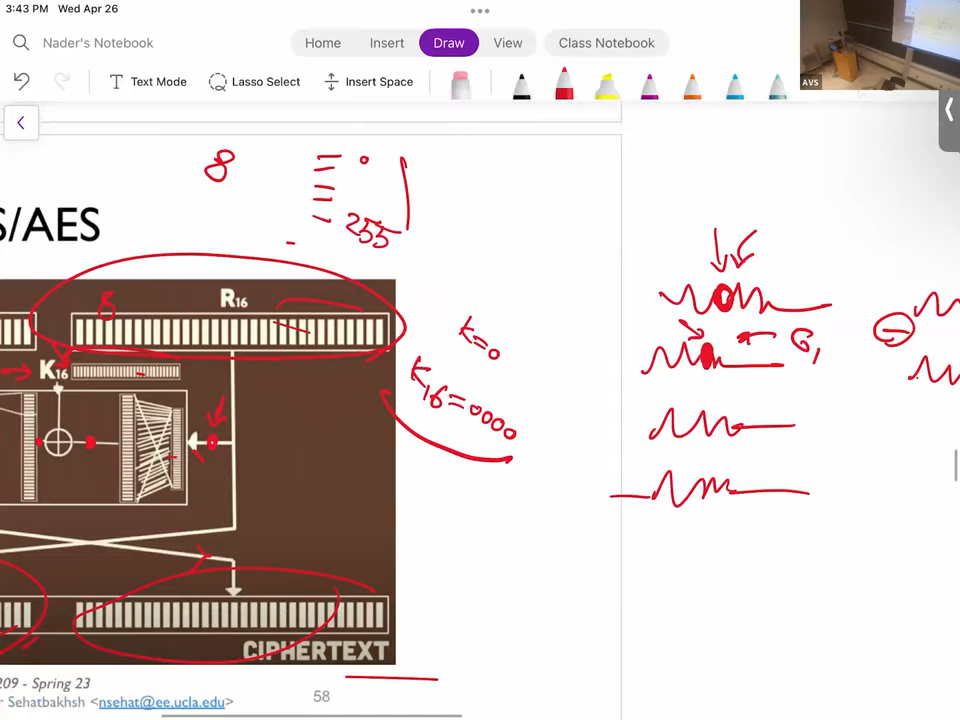 3:43 PM Wed Apr 26
Nader's Notebook
Home Insert Draw View Class Notebook
Text Mode Lasso Select Insert Space
AVS
8
0
255
S/AES
8
R16
K=0
K16
K16=0000
G1
CIPHERTEXT
209 - Spring 23
r Sehatbakhsh <nsehat@ee.ucla.edu>
58